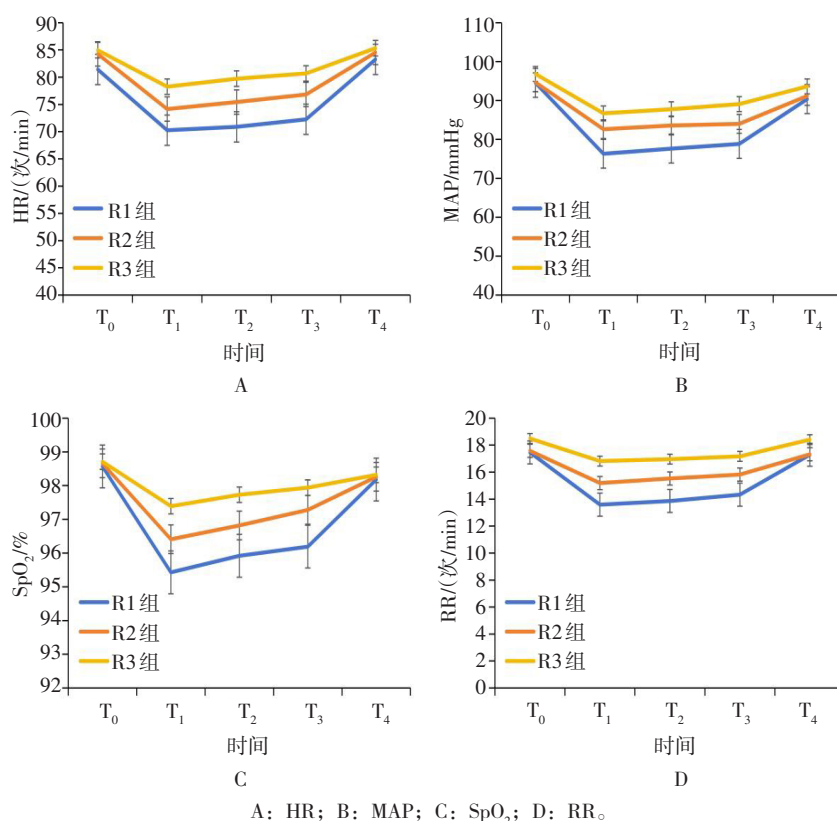 90
85
80
75
70
65
60
55
50
45
40
HR/(次/min)
R1组
R2组
R3组
T₀ T₁ T₂ T₃ T₄
时间
A
120
110
100
90
80
70
60
50
40
MAP/mmHg
R1组
R2组
R3组
T₀ T₁ T₂ T₃ T₄
时间
B
100
99
98
97
96
95
94
93
92
SpO₂/%
R1组
R2组
R3组
T₀ T₁ T₂ T₃ T₄
时间
C
20
18
16
14
12
10
8
6
4
2
0
RR/(次/min)
R1组
R2组
R3组
T₀ T₁ T₂ T₃ T₄
时间
D
A：HR；B：MAP；C：SpO₂；D：RR。